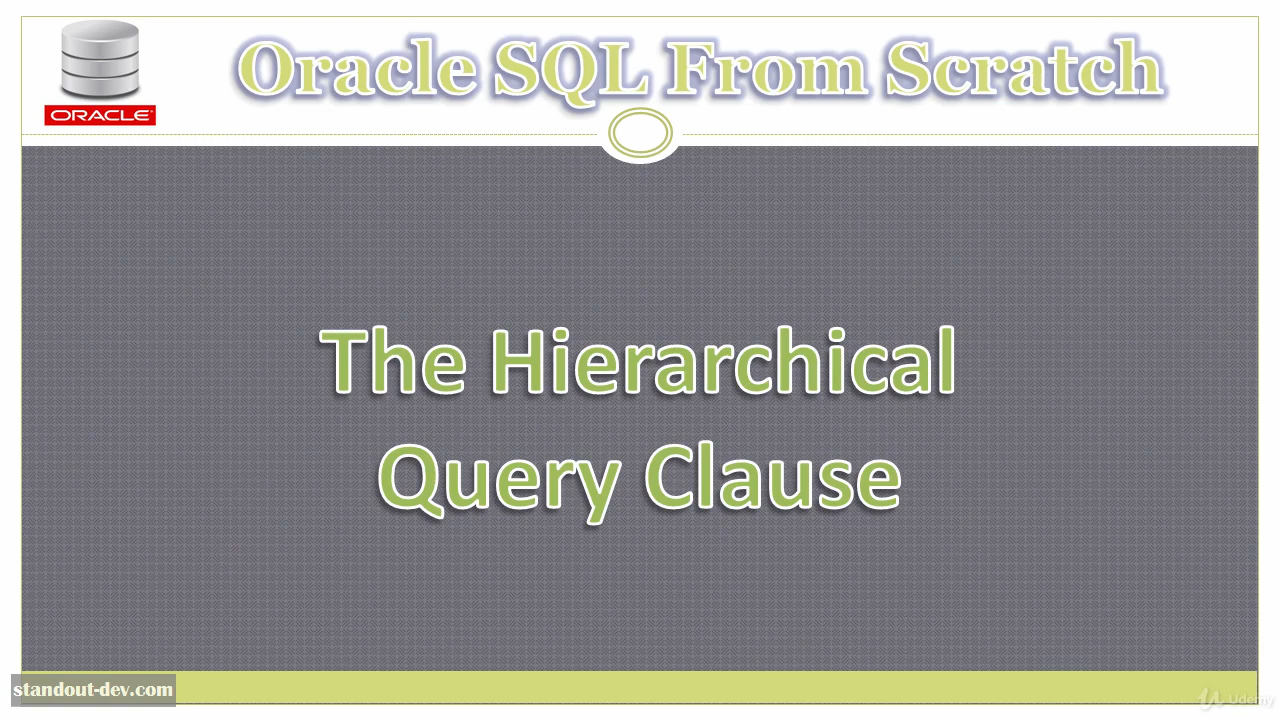 Oracle SQL From Scratch
ORACLE
The Hierarchical
Query Clause
standout-dev.com
Udemy